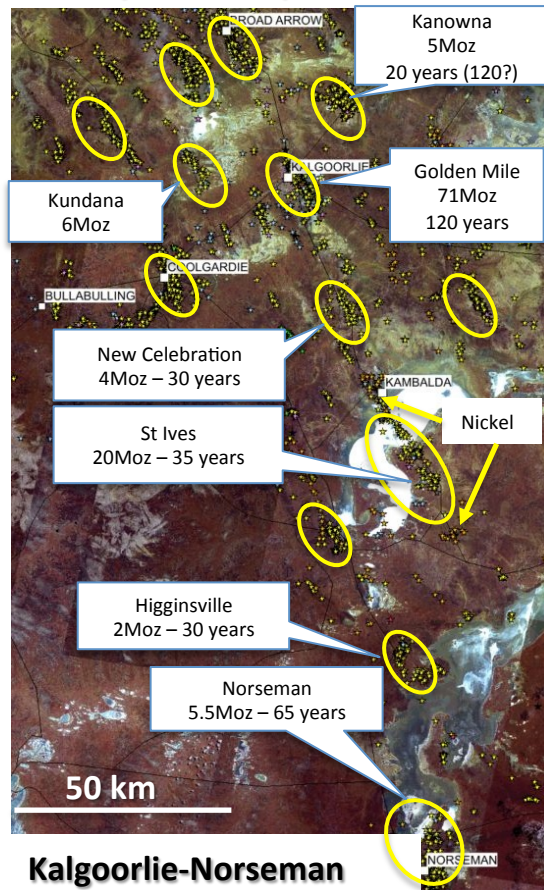 BROAD ARROW
Kanowna
5Moz
20 years (120?)
KALGOORLIE
Golden Mile
71Moz
120 years
Kundana
6Moz
COOLGARDIE
BULLABULLING
New Celebration
4Moz – 30 years
KAMBALDA
Nickel
St Ives
20Moz – 35 years
Higginsville
2Moz – 30 years
Norseman
5.5Moz – 65 years
50 km
NORSEMAN
Kalgoorlie-Norseman